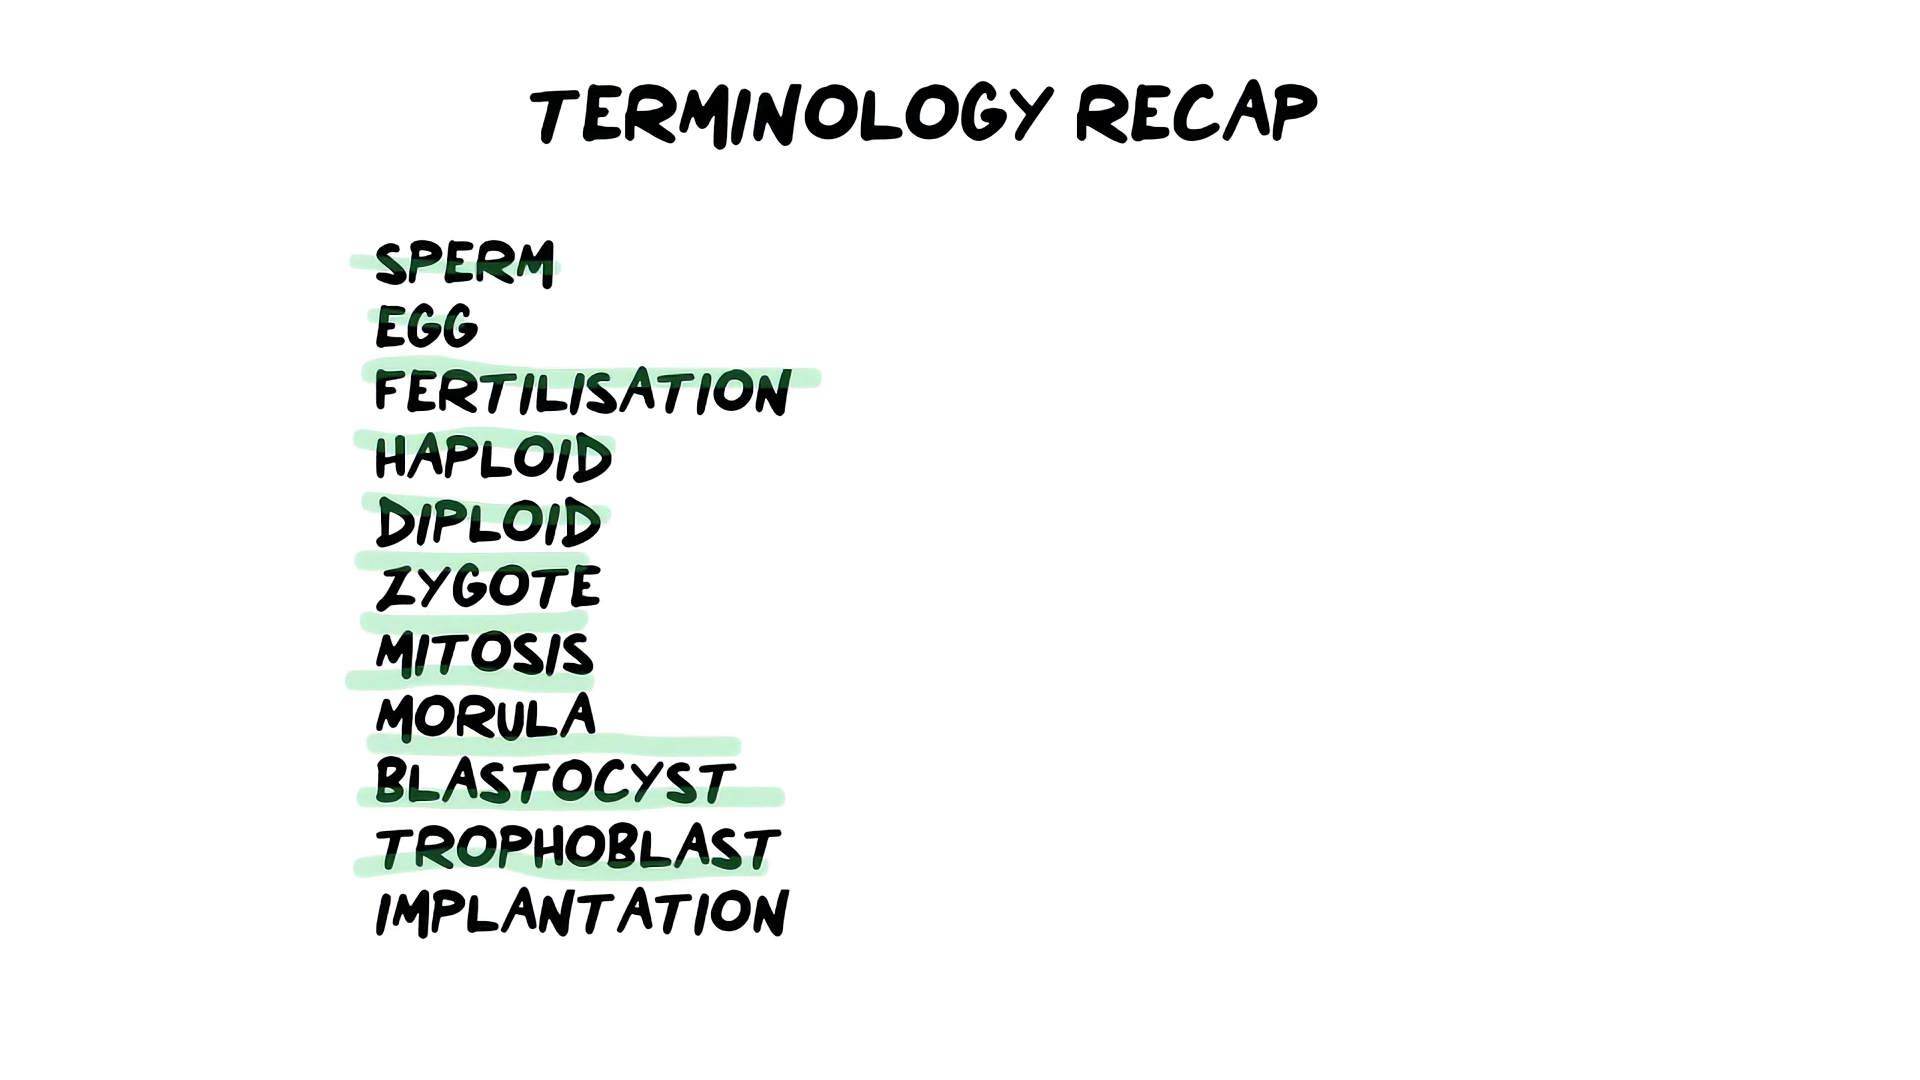 TERMINOLOGY RECAP
SPERM
EGG
FERTILISATION
HAPLOID
DIPLOID
ZYGOTE
MITOSIS
MORULA
BLASTOCYST
TROPHOBLAST
IMPLANTATION